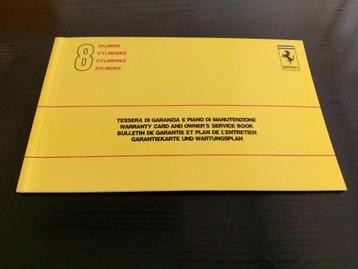 8
CILINDRI
CYLINDERS
CYLINDRES
ZYLINDER
Ferrari
TESSERA DI GARANZIA E PIANO DI MANUTENZIONE
WARRANTY CARD AND OWNER'S SERVICE BOOK
BULLETIN DE GARANTIE ET PLAN DE L'ENTRETIEN
GARANTIEKARTE UND WARTUNGSPLAN